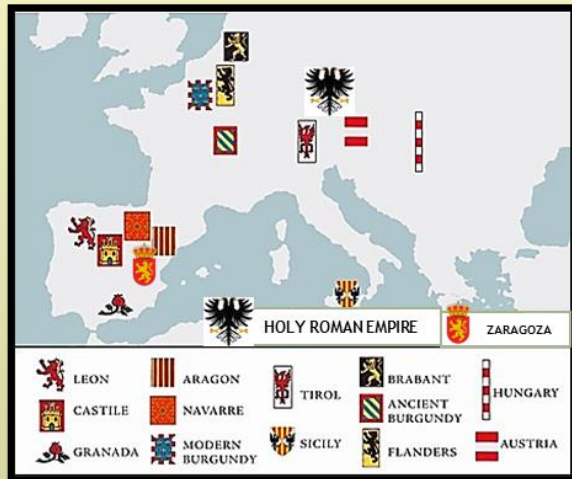 HOLY ROMAN EMPIRE
ZARAGOZA
LEON
ARAGON
TIROL
BRABANT
HUNGARY
CASTILE
NAVARRE
ANCIENT
BURGUNDY
GRANADA
MODERN
BURGUNDY
SICILY
FLANDERS
AUSTRIA